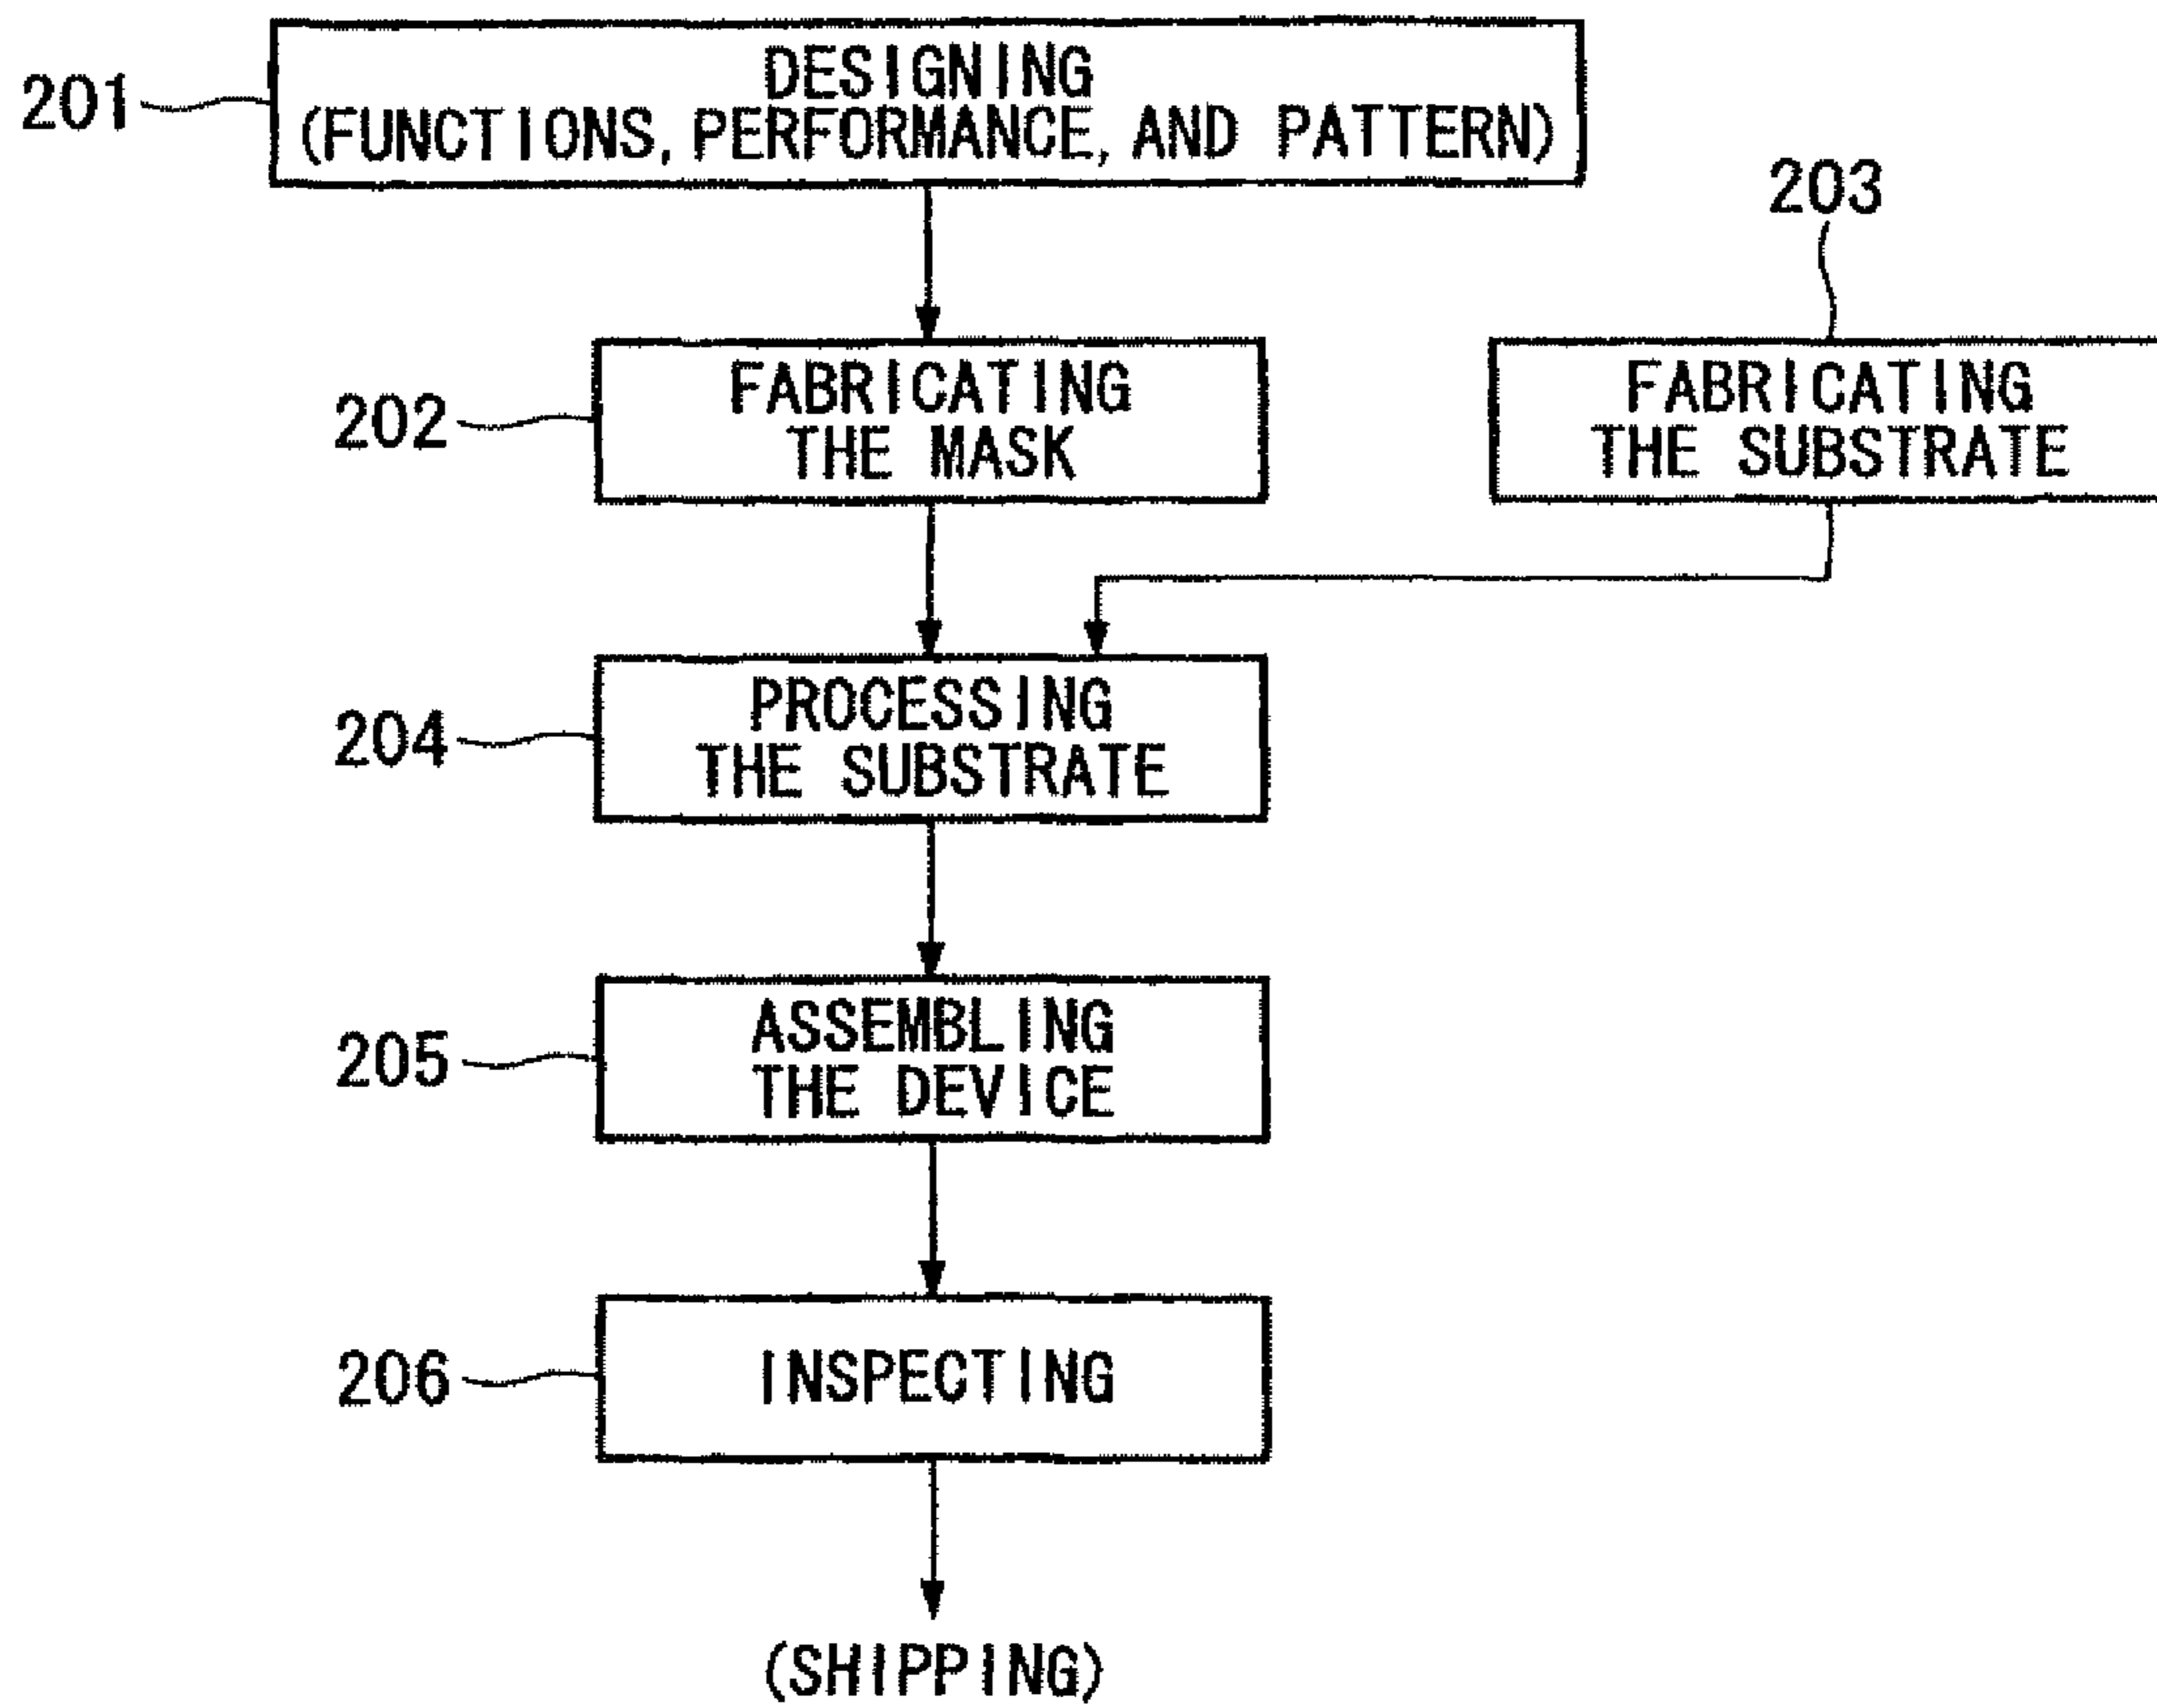 201
DESIGNING
(FUNCTIONS, PERFORMANCE, AND PATTERN)
203
202
FABRICATING
THE MASK
FABRICATING
THE SUBSTRATE
204
PROCESSING
THE SUBSTRATE
205
ASSEMBLING
THE DEVICE
206
INSPECTING
(SHIPPING)